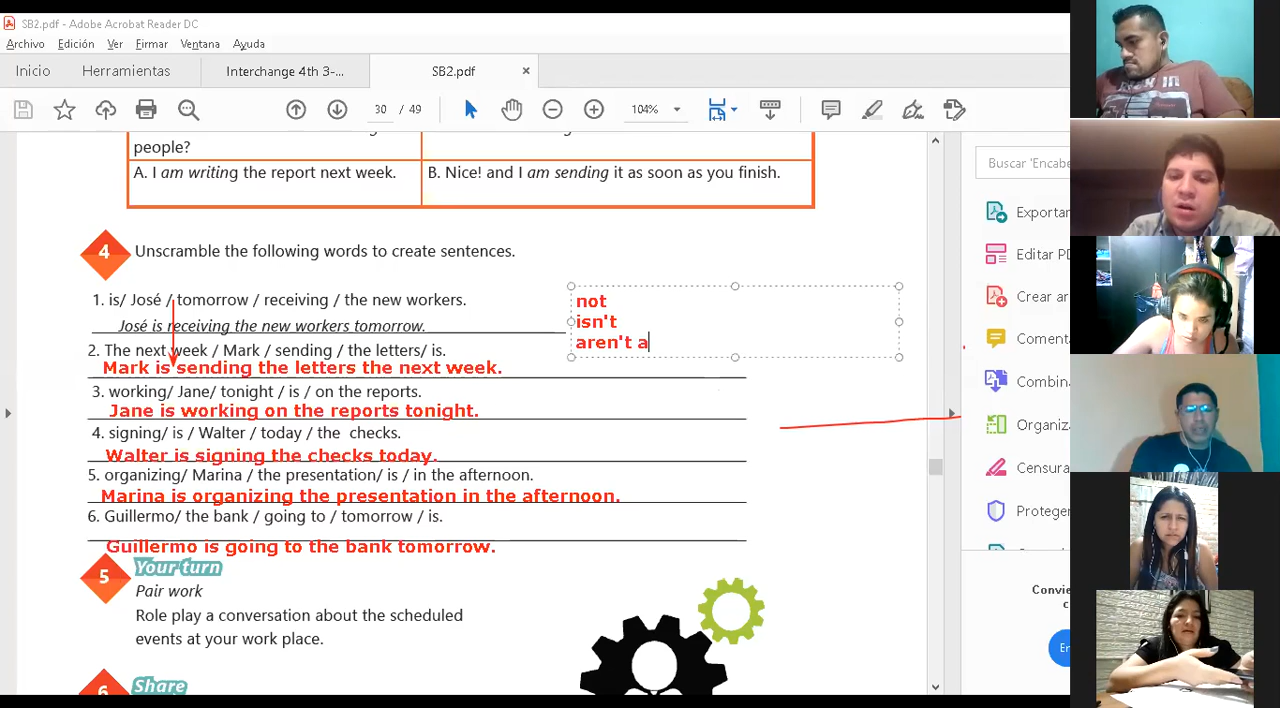 SB2.pdf - Adobe Acrobat Reader DC
Archivo Edición Ver Firmar Ventana Ayuda
Inicio Herramientas Interchange 4th 3-... SB2.pdf ×
30 / 49 104%
people?
A. I am writing the report next week. B. Nice! and I am sending it as soon as you finish.
4 Unscramble the following words to create sentences.
1. is/ José / tomorrow / receiving / the new workers.
José is receiving the new workers tomorrow.
2. The next week / Mark / sending / the letters/ is.
Mark is sending the letters the next week.
3. working/ Jane/ tonight / is / on the reports.
Jane is working on the reports tonight.
4. signing/ is / Walter / today / the checks.
Walter is signing the checks today.
5. organizing/ Marina / the presentation/ is / in the afternoon.
Marina is organizing the presentation in the afternoon.
6. Guillermo/ the bank / going to / tomorrow / is.
Guillermo is going to the bank tomorrow.
not
isn't
aren't a
5 Your turn
Pair work
Role play a conversation about the scheduled
events at your work place.
6 Share
Buscar 'Encabe
Exportar
Editar PD
Crear ar
Comenta
Combina
Organiza
Censura
Proteger
Convie
c
En